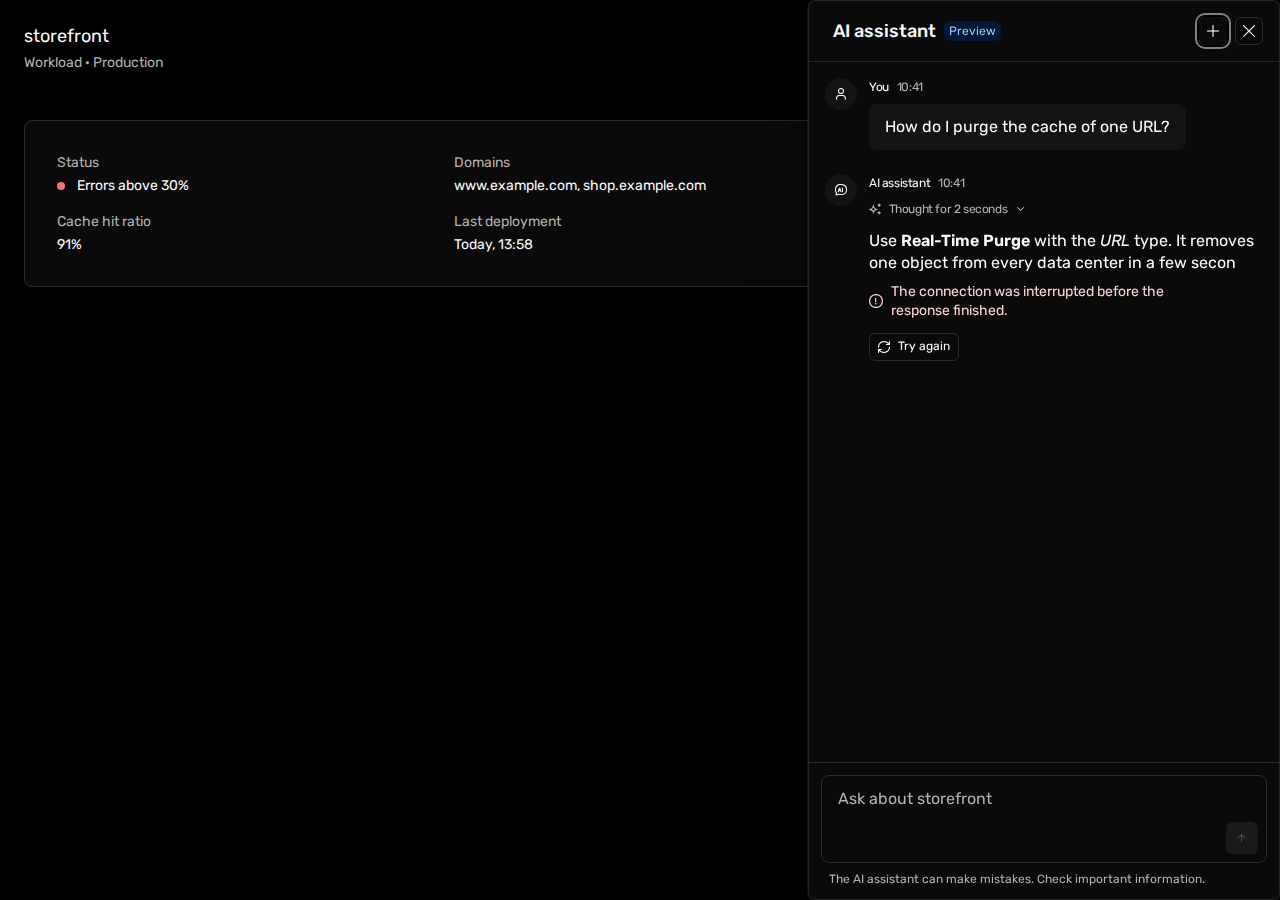 storefront
Workload • Production
Status
Errors above 30%
Domains
www.example.com, shop.example.com
Cache hit ratio
91%
Last deployment
Today, 13:58
AI assistant Preview
You 10:41
How do I purge the cache of one URL?
AI assistant 10:41
Thought for 2 seconds
Use Real-Time Purge with the URL type. It removes
one object from every data center in a few secon
The connection was interrupted before the
response finished.
Try again
Ask about storefront
The AI assistant can make mistakes. Check important information.